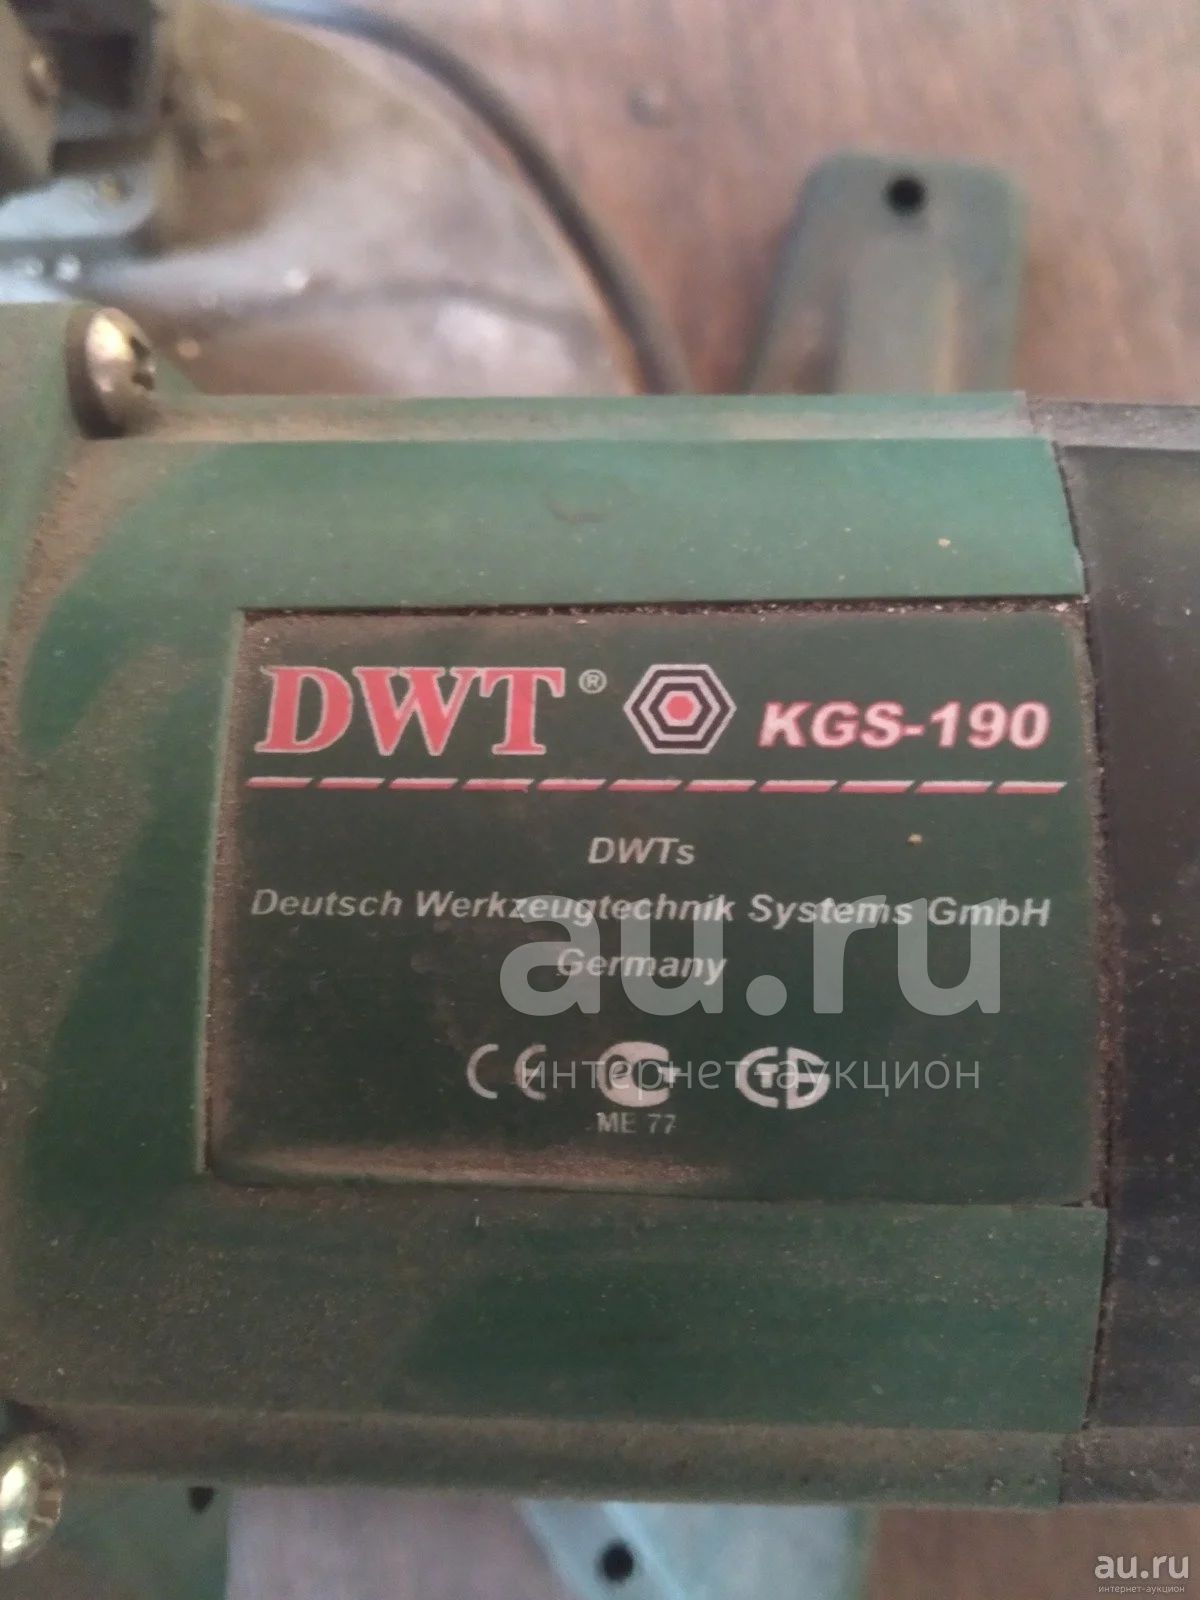 DWT® KGS-190
DWTs
Deutsch Werkzeugtechnik Systems GmbH
Germany
au.ru
интернет-аукцион
CE
ME 77
au.ru
интернет-аукцион